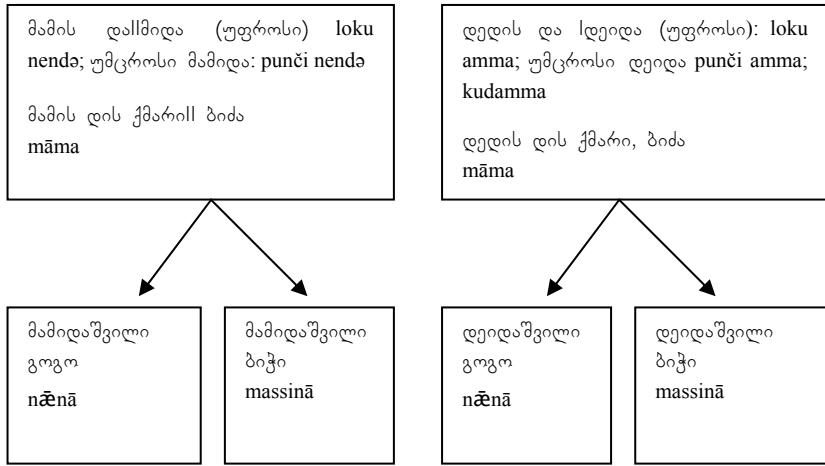 მამის დაllმიდა (უფროსი) loku
nendə; უმცროსი მამიდა: punči nendə
მამის დის ქმარიll ბიძა
māma
დედის და lდეიდა (უფროსი): loku
amma; უმცროსი დეიდა punči amma;
kudamma
დედის დის ქმარი, ბიძა
māma
მამიდაშვილი
გოგო
nǣnā
მამიდაშვილი
ბიჭი
massinā
დეიდაშვილი
გოგო
nǣnā
დეიდაშვილი
ბიჭი
massinā